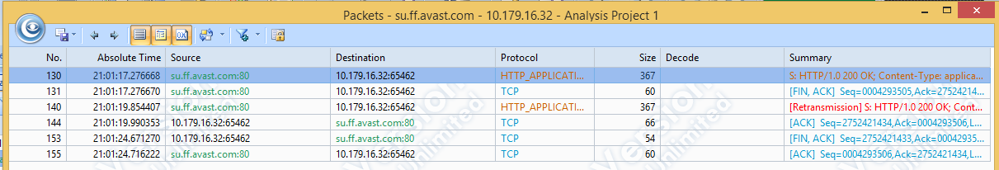 Packets - su.ff.avast.com - 10.179.16.32 - Analysis Project 1
No. Absolute Time Source Destination Protocol Size Decode Summary
130 21:01:17.276668 su.ff.avast.com:80 10.179.16.32:65462 HTTP_APPLICATI... 367 S: HTTP/1.0 200 OK; Content-Type: applica...
131 21:01:17.276670 su.ff.avast.com:80 10.179.16.32:65462 TCP 60 [FIN, ACK] Seq=0004293505,Ack=27524214...
140 21:01:19.854407 su.ff.avast.com:80 10.179.16.32:65462 HTTP_APPLICATI... 367 [Retransmission] S: HTTP/1.0 200 OK; Cont...
144 21:01:19.990353 10.179.16.32:65462 su.ff.avast.com:80 TCP 66 [ACK] Seq=2752421434,Ack=0004293506,L...
153 21:01:24.671270 10.179.16.32:65462 su.ff.avast.com:80 TCP 54 [FIN, ACK] Seq=2752421433,Ack=00042935...
155 21:01:24.716222 su.ff.avast.com:80 10.179.16.32:65462 TCP 60 [ACK] Seq=0004293506,Ack=2752421434,L...